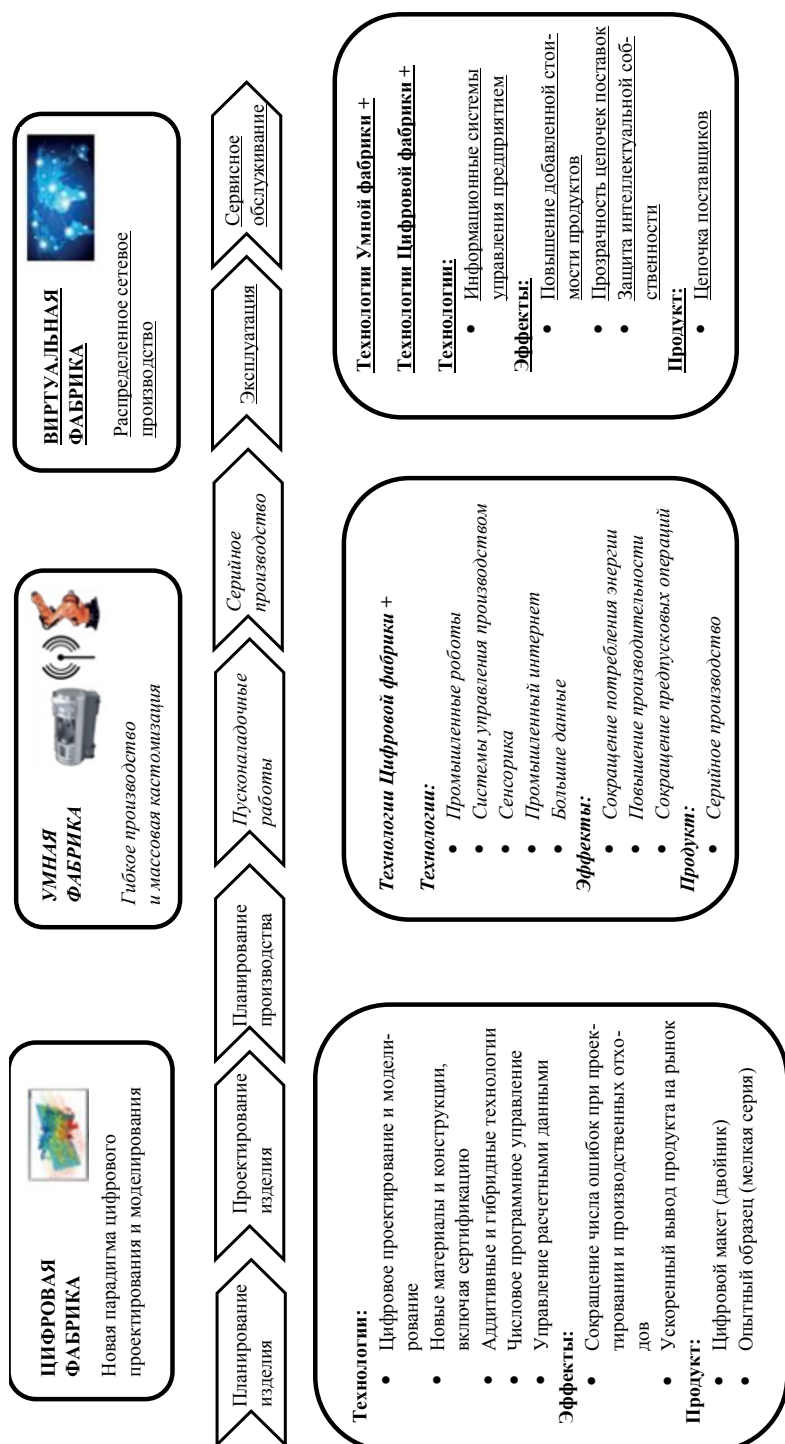 ЦИФРОВАЯ
ФАБРИКА
Новая парадигма цифрового
проектирования и моделирования
УМНАЯ
ФАБРИКА
Гибкое производство
и массовая кастомизация
ВИРТУАЛЬНАЯ
ФАБРИКА
Распределенное сетевое
производство
Планирование
изделия
Проектирование
изделия
Планирование
производства
Пусконаладочные
работы
Серийное
производство
Эксплуатация
Сервисное
обслуживание
Технологии:
• Цифровое проектирование и модели-
рование
• Новые материалы и конструкции,
включая сертификацию
• Аддитивные и гибридные технологии
• Числовое программное управление
• Управление расчетными данными
Эффекты:
• Сокращение числа ошибок при проек-
тировании и производственных отхо-
дов
• Ускоренный вывод продукта на рынок
Продукт:
• Цифровой макет (двойник)
• Опытный образец (мелкая серия)
Технологии Цифровой фабрики +
Технологии:
• Промышленные роботы
• Системы управления производством
• Сенсорика
• Промышленный интернет
• Большие данные
Эффекты:
• Сокращение потребления энергии
• Повышение производительности
• Сокращение предпусковых операций
Продукт:
• Серийное производство
Технологии Умной фабрики +
Технологии Цифровой фабрики +
Технологии:
• Информационные системы
управления предприятием
Эффекты:
• Повышение добавленной стои-
мости продуктов
• Прозрачность цепочек поставок
• Защита интеллектуальной соб-
ственности
Продукт:
• Цепочка поставщиков